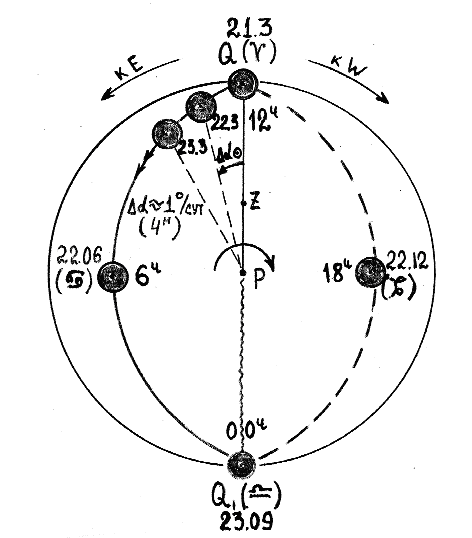 21.3
Q (♈)
к E
к W
22.3
12ч
23.3
Δα⊙
Δα≈1°/сут
(4м)
Z
22.06
(♋)
6ч
18ч
22.12
(♑)
P
0 0ч
Q₁ (♎)
23.09